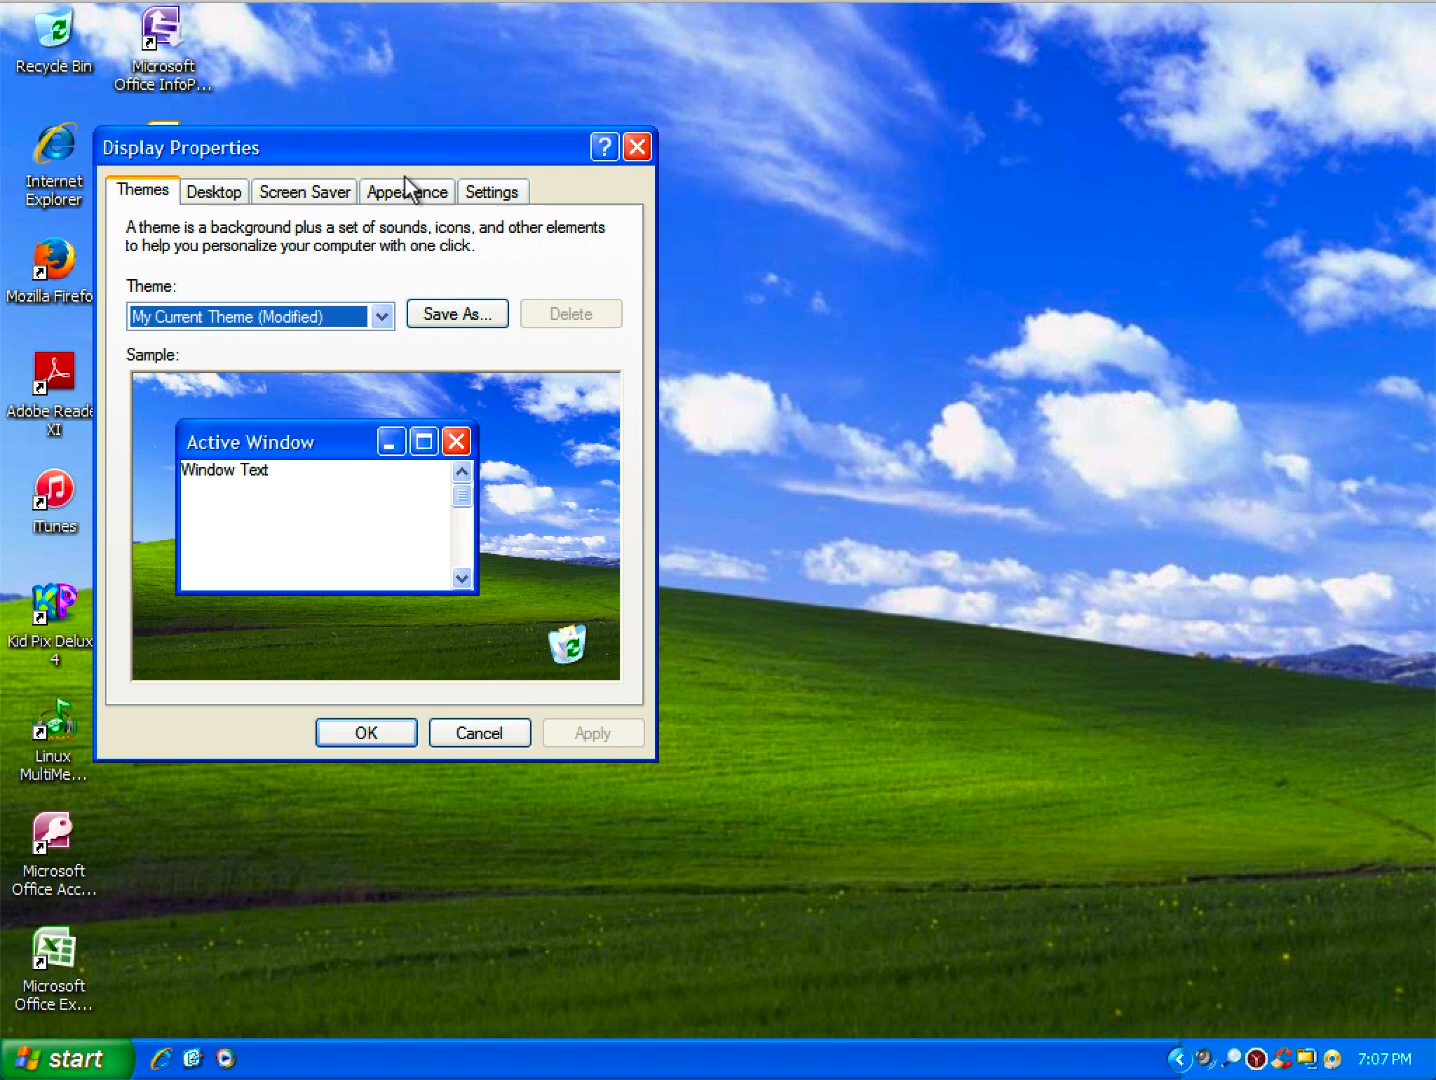 Recycle Bin
Microsoft
Office InfoP...
Internet
Explorer
Mozilla Firefo
Adobe Reade
XI
iTunes
Kid Pix Delux
4
Linux
MultiMe...
Microsoft
Office Acc...
Microsoft
Office Ex...
Display Properties
Themes
Desktop
Screen Saver
Appearance
Settings
A theme is a background plus a set of sounds, icons, and other elements
to help you personalize your computer with one click.
Theme:
My Current Theme (Modified)
Save As...
Delete
Sample:
Active Window
Window Text
OK
Cancel
Apply
start
7:07 PM